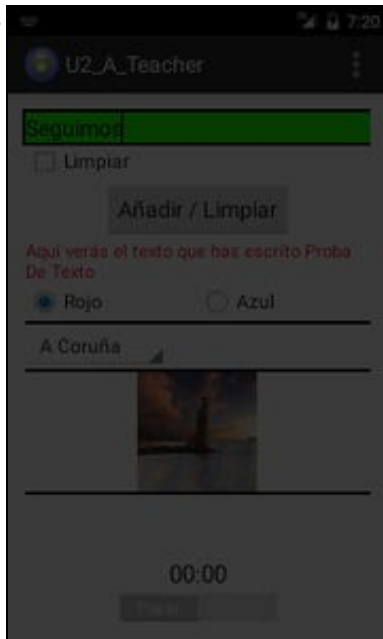 7:20
U2_A_Teacher
Seguimos
Limpiar
Añadir / Limpiar
Aquí verás el texto que has escrito Proba
De Texto
Rojo Azul
A Coruña
00:00